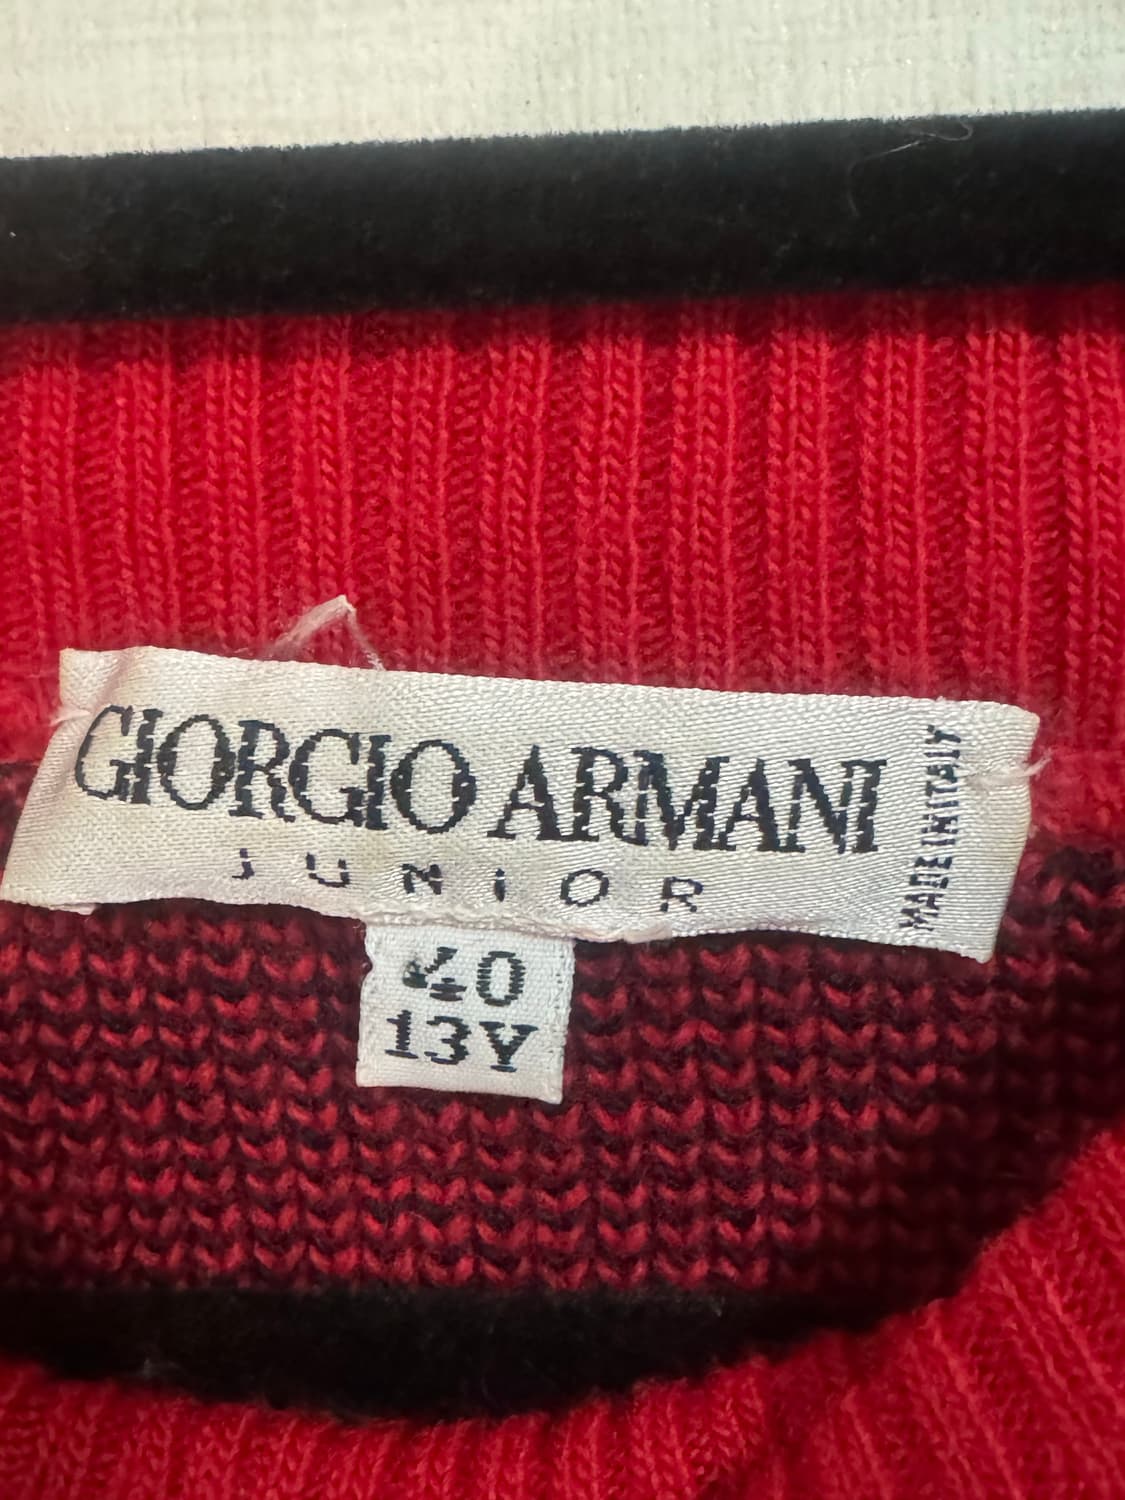 GIORGIO ARMANI
JUNiOR
MADE IN ITALY
40
13Y